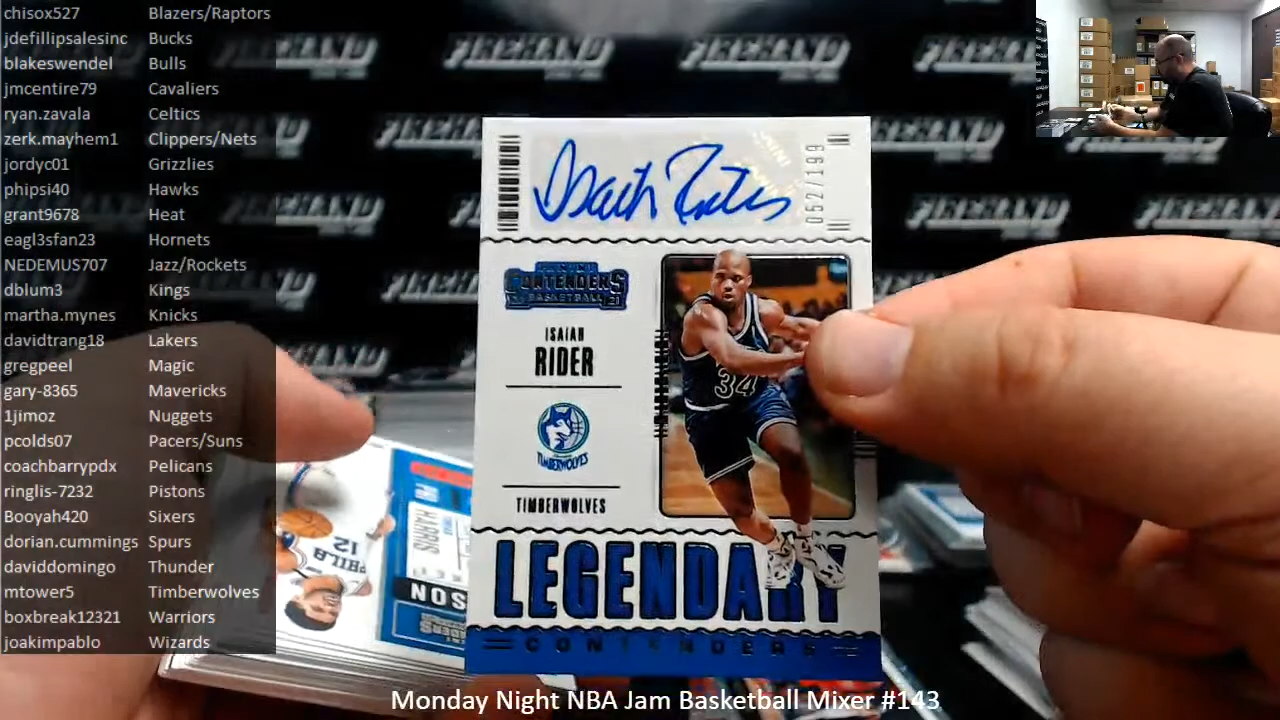 chisox527 Blazers/Raptors
jdefillipsalesinc Bucks
blakeswendel Bulls
jmcentire79 Cavaliers
ryan.zavala Celtics
zerk.mayhem1 Clippers/Nets
jordyc01 Grizzlies
phipsi40 Hawks
grant9678 Heat
eagl3sfan23 Hornets
NEDEMUS707 Jazz/Rockets
dblum3 Kings
martha.mynes Knicks
davidtrang18 Lakers
gregpeel Magic
gary-8365 Mavericks
1jimoz Nuggets
pcolds07 Pacers/Suns
coachbarrypdx Pelicans
ringlis-7232 Pistons
Booyah420 Sixers
dorian.cummings Spurs
daviddomingo Thunder
mtower5 Timberwolves
boxbreak12321 Warriors
joakimpablo Wizards
FIREHAND
052/199
CONTENDERS
BASKETBALL
ISAIAH
RIDER
TIMBERWOLVES
TIMBERWOLVES
34
LEGENDARY
CONTENDERS
HARRIS
PHILA
12
Monday Night NBA Jam Basketball Mixer #143